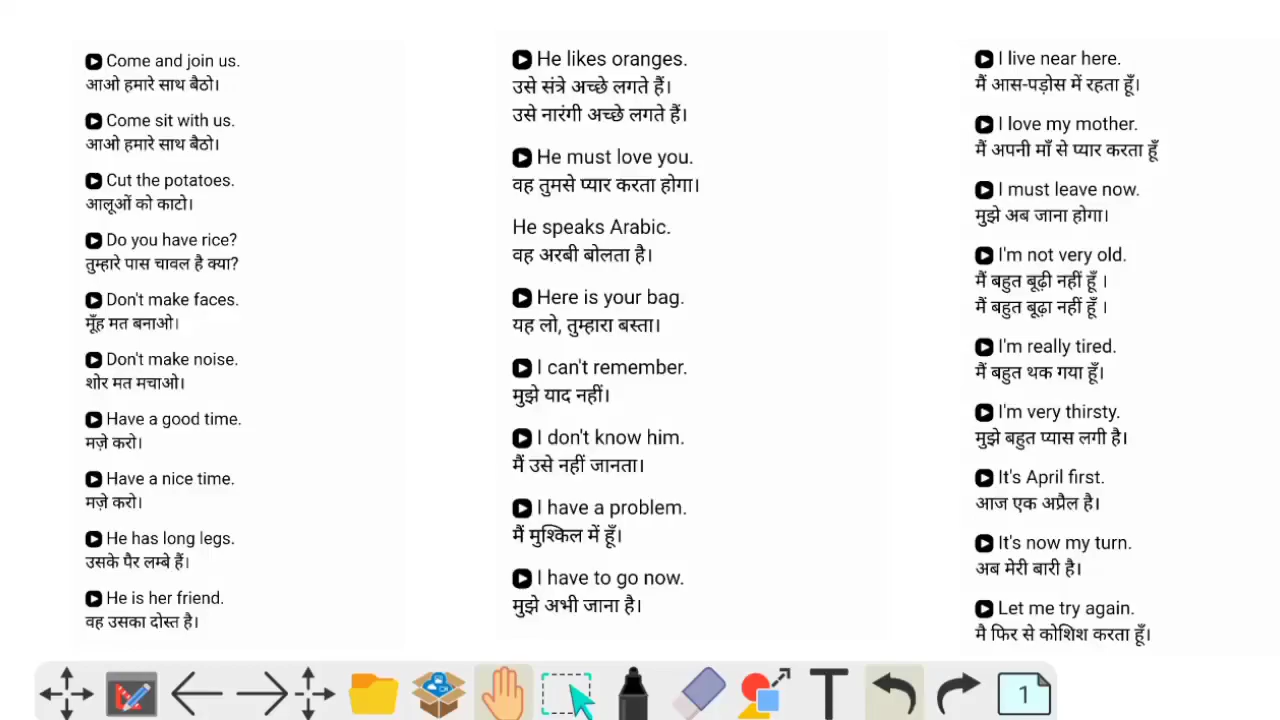 Come and join us.
आओ हमारे साथ बैठो।
Come sit with us.
आओ हमारे साथ बैठो।
Cut the potatoes.
आलूओं को काटो।
Do you have rice?
तुम्हारे पास चावल है क्या?
Don't make faces.
मूँह मत बनाओ।
Don't make noise.
शोर मत मचाओ।
Have a good time.
मज़े करो।
Have a nice time.
मज़े करो।
He has long legs.
उसके पैर लम्बे हैं।
He is her friend.
वह उसका दोस्त है।
He likes oranges.
उसे संत्रे अच्छे लगते हैं।
उसे नारंगी अच्छे लगते हैं।
He must love you.
वह तुमसे प्यार करता होगा।
He speaks Arabic.
वह अरबी बोलता है।
Here is your bag.
यह लो, तुम्हारा बस्ता।
I can't remember.
मुझे याद नहीं।
I don't know him.
मैं उसे नहीं जानता।
I have a problem.
मैं मुश्किल में हूँ।
I have to go now.
मुझे अभी जाना है।
I live near here.
मैं आस-पड़ोस में रहता हूँ।
I love my mother.
मैं अपनी माँ से प्यार करता हूँ
I must leave now.
मुझे अब जाना होगा।
I'm not very old.
मैं बहुत बूढ़ी नहीं हूँ ।
मैं बहुत बूढ़ा नहीं हूँ ।
I'm really tired.
मैं बहुत थक गया हूँ।
I'm very thirsty.
मुझे बहुत प्यास लगी है।
It's April first.
आज एक अप्रैल है।
It's now my turn.
अब मेरी बारी है।
Let me try again.
मै फिर से कोशिश करता हूँ।
T
1